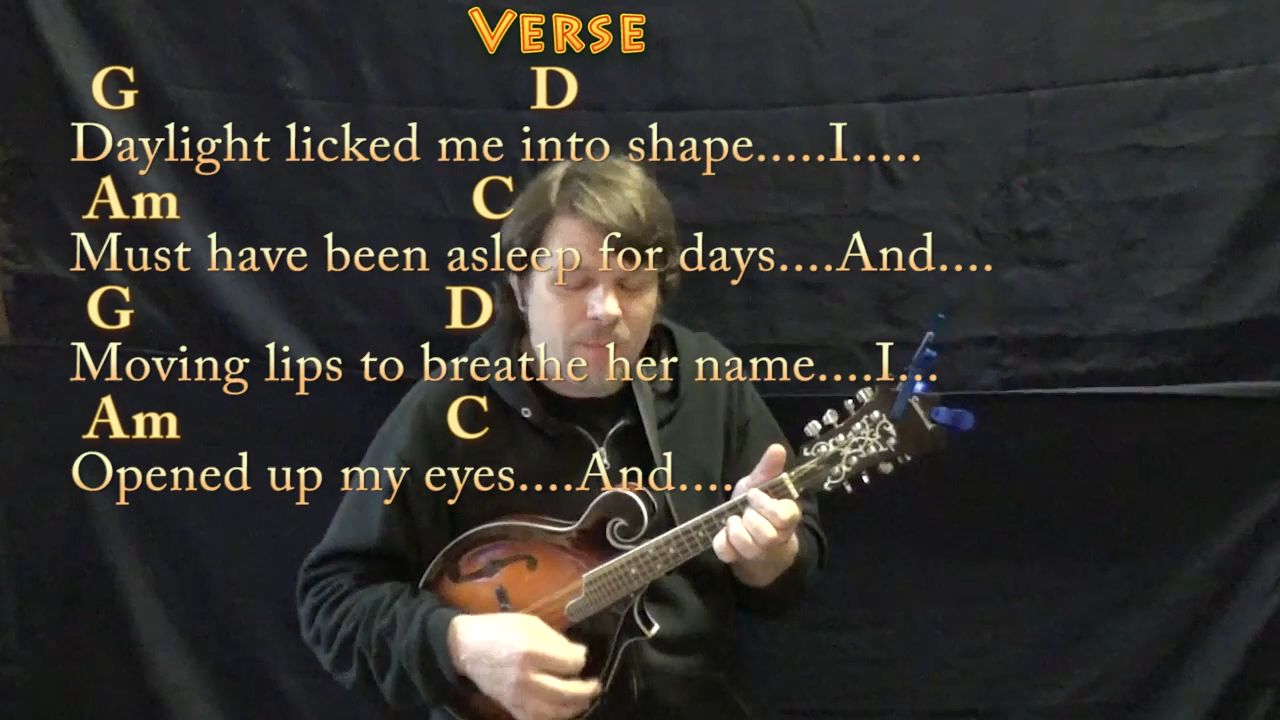 VERSE
G D
Daylight licked me into shape.....I.....
Am C
Must have been asleep for days....And....
G D
Moving lips to breathe her name....I...
Am C
Opened up my eyes....And....